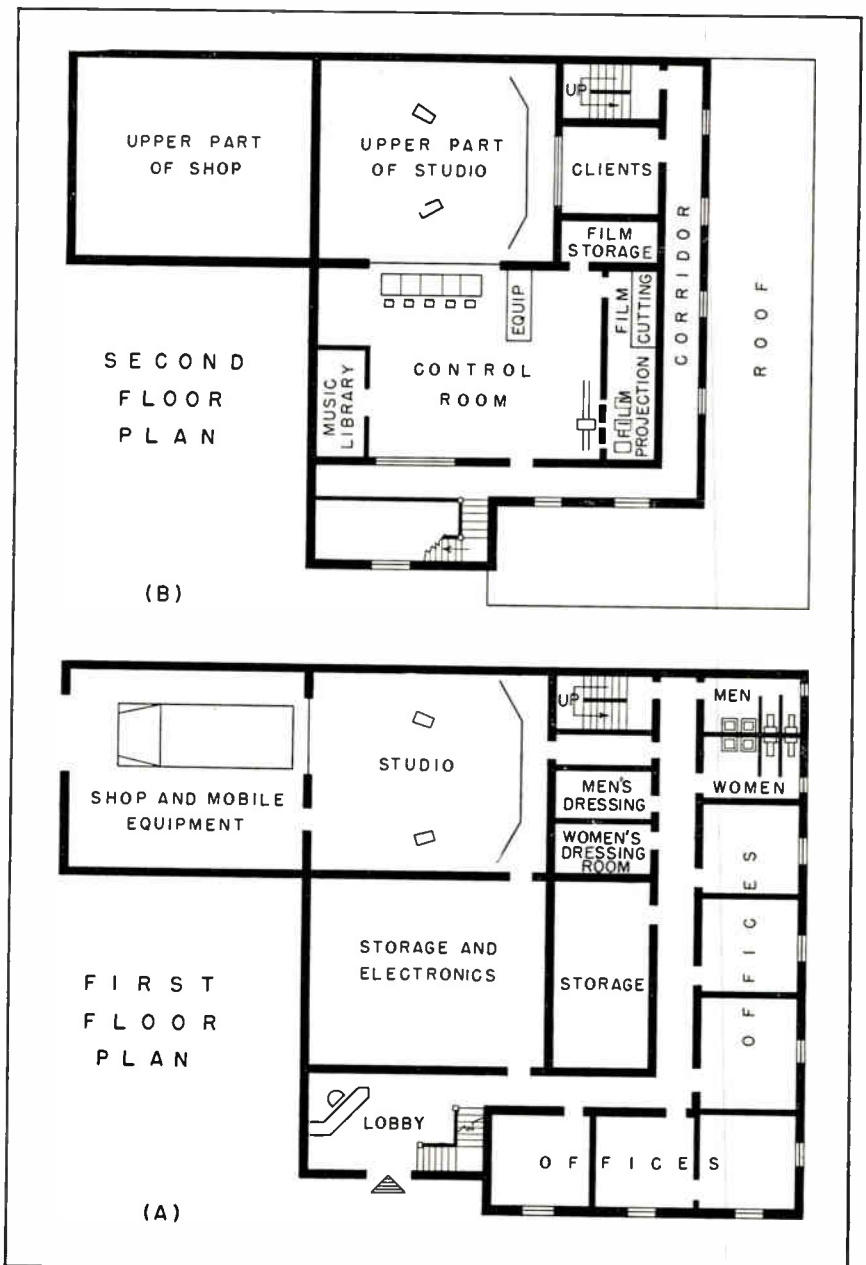 UPPER PART
OF SHOP
UPPER PART
OF STUDIO
UP
CLIENTS
FILM
STORAGE
CORRIDOR
ROOF
EQUIP
FILM
CUTTING
SECOND
FLOOR
PLAN
MUSIC
LIBRARY
CONTROL
ROOM
FILM
PROJECTION
(B)
UP
MEN
STUDIO
SHOP AND MOBILE
EQUIPMENT
MEN'S
DRESSING
WOMEN
WOMEN'S
DRESSING
ROOM
OFFICES
STORAGE AND
ELECTRONICS
STORAGE
FIRST
FLOOR
PLAN
LOBBY
OFFICES
(A)